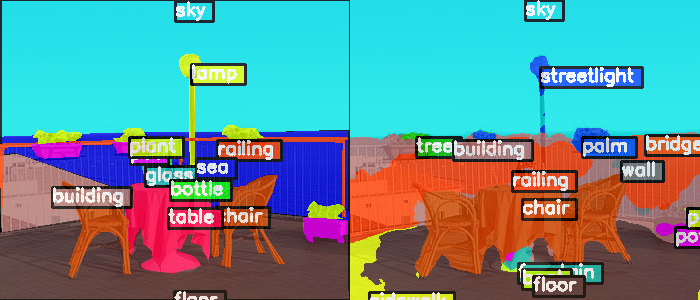 sky
sky
lamp
streetlight
plant
railing
tree
building
palm
bridge
glass
sea
wall
bottle
railing
building
table
chair
chair
floor
floor
sidewalk